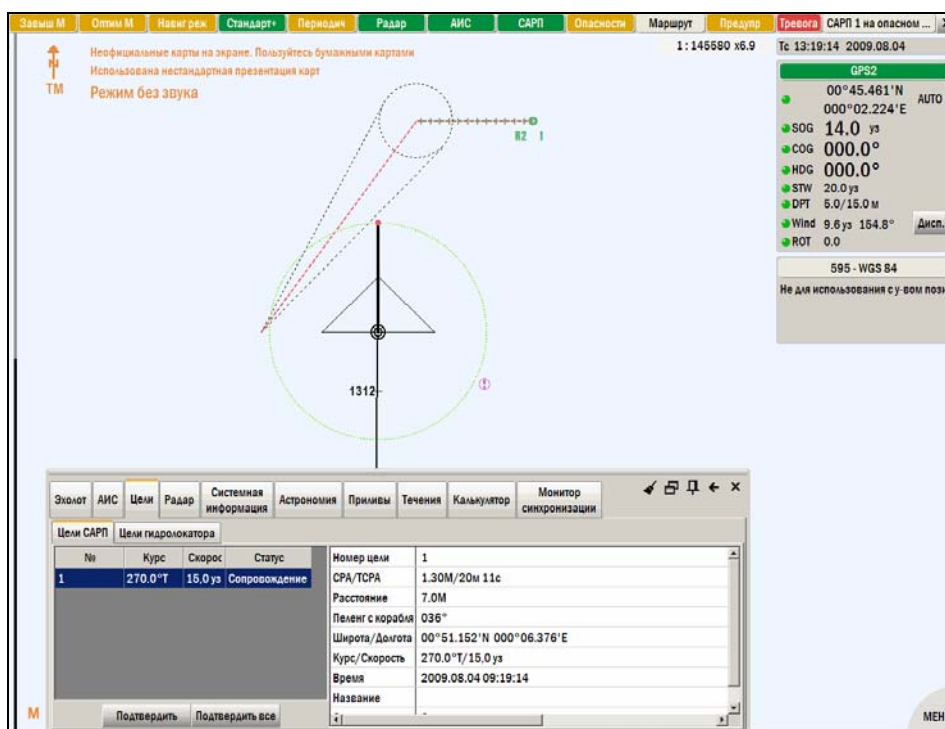 Завыш М Оптим М Навиг реж Стандарт+ Периодич Радар АИС САРП Опасности Маршрут Предупр Тревога САРП 1 на опасном ...
Неофициальные карты на экране. Пользуйтесь бумажными картами
Использована нестандартная презентация карт
Режим без звука
N
ТМ
1:145580 x6.9
Тс 13:19:14 2009.08.04
GPS2
00°45.461'N
000°02.224'E
AUTO
SOG 14.0 уз
COG 000.0°
HDG 000.0°
STW 20.0 уз
DPT 5.0/15.0 м
Wind 9.6 уз 154.8° Дисп.
ROT 0.0
595 - WGS 84
Не для использования с у-вом пози
R2 1
1312
Эхолот АИС Цели Радар Системная информация Астрономия Приливы Течения Калькулятор Монитор синхронизации
Цели САРП Цели гидролокатора
№ Курс Скорос Статус
1 270.0°T 15,0 уз Сопровождение
Номер цели 1
CPA/TCPA 1.30М/20м 11с
Расстояние 7.0М
Пеленг с корабля 036°
Широта/Долгота 00°51.152'N 000°06.376'E
Курс/Скорость 270.0°T/15,0 уз
Время 2009.08.04 09:19:14
Название
Подтвердить Подтвердить все
М
МЕН